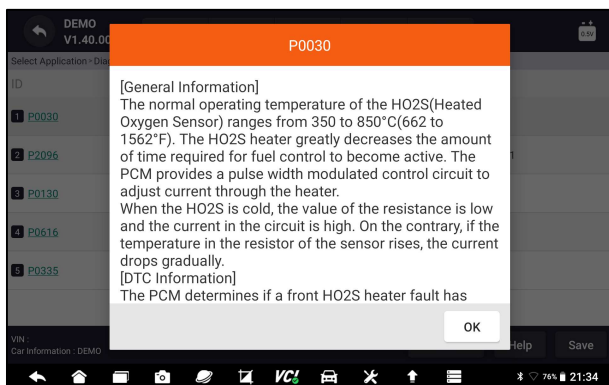 DEMO
V1.40.00
0.5V
Select Application>Diag
ID
1 P0030
2 P2096
1
3 P0130
4 P0616
5 P0335
P0030
[General Information]
The normal operating temperature of the HO2S(Heated
Oxygen Sensor) ranges from 350 to 850°C(662 to
1562°F). The HO2S heater greatly decreases the amount
of time required for fuel control to become active. The
PCM provides a pulse width modulated control circuit to
adjust current through the heater.
When the HO2S is cold, the value of the resistance is low
and the current in the circuit is high. On the contrary, if the
temperature in the resistor of the sensor rises, the current
drops gradually.
[DTC Information]
The PCM determines if a front HO2S heater fault has
OK
VIN :
Car Information : DEMO
Help
Save
VC!
76%
21:34